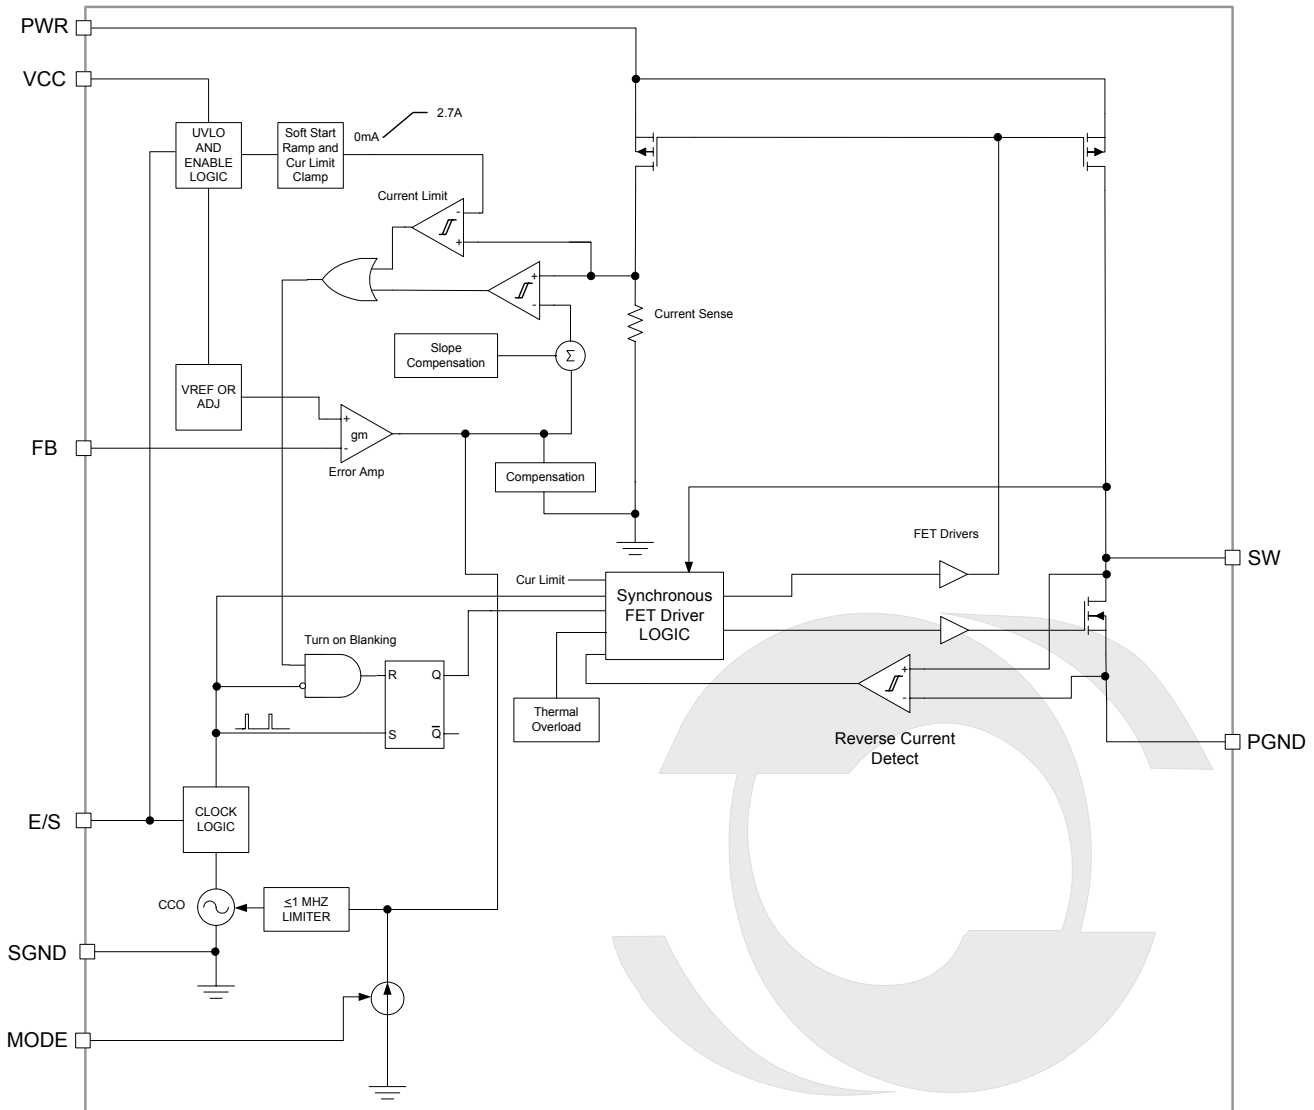 PWR
VCC
UVLO
AND
ENABLE
LOGIC
Soft Start
Ramp and
Cur Limit
Clamp
0mA
2.7A
Current Limit
-
+
+
-
Current Sense
Slope
Compensation
Σ
VREF OR
ADJ
FB
+
gm
-
Error Amp
Compensation
FET Drivers
SW
Cur Limit
Synchronous
FET Driver
LOGIC
Turn on Blanking
R
Q
S
Q̅
Thermal
Overload
+
-
Reverse Current
Detect
PGND
E/S
CLOCK
LOGIC
CCO
≤1 MHZ
LIMITER
SGND
MODE